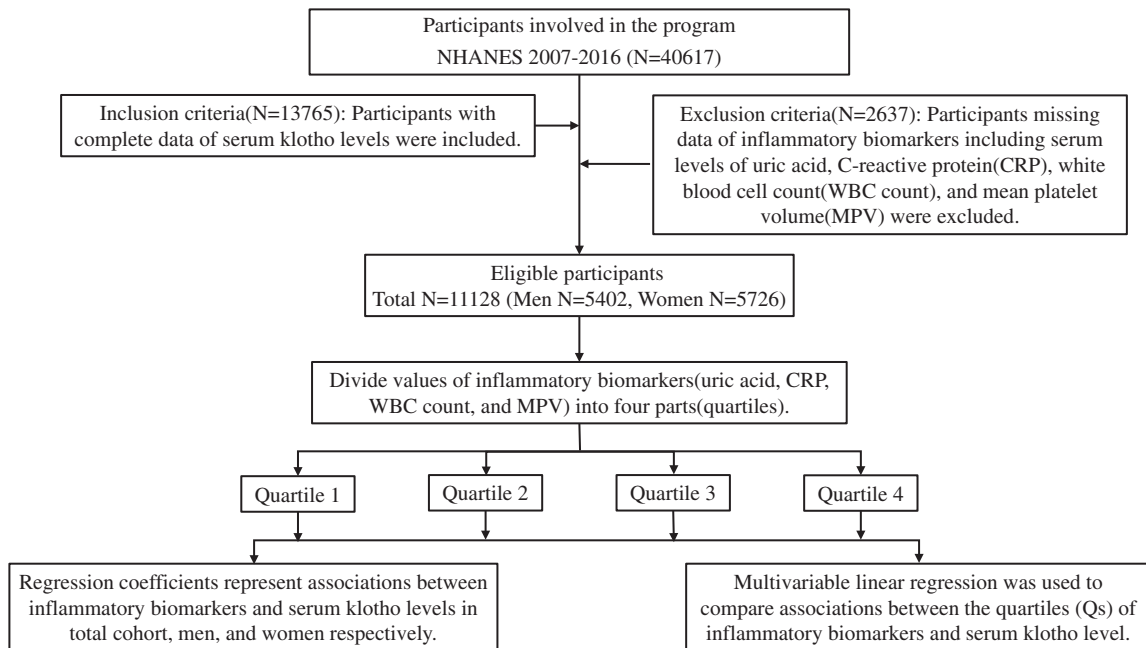 Participants involved in the program
NHANES 2007-2016 (N=40617)
Inclusion criteria(N=13765): Participants with
complete data of serum klotho levels were included.
Exclusion criteria(N=2637): Participants missing
data of inflammatory biomarkers including serum
levels of uric acid, C-reactive protein(CRP), white
blood cell count(WBC count), and mean platelet
volume(MPV) were excluded.
Eligible participants
Total N=11128 (Men N=5402, Women N=5726)
Divide values of inflammatory biomarkers(uric acid, CRP,
WBC count, and MPV) into four parts(quartiles).
Quartile 1
Quartile 2
Quartile 3
Quartile 4
Regression coefficients represent associations between
inflammatory biomarkers and serum klotho levels in
total cohort, men, and women respectively.
Multivariable linear regression was used to
compare associations between the quartiles (Qs) of
inflammatory biomarkers and serum klotho level.